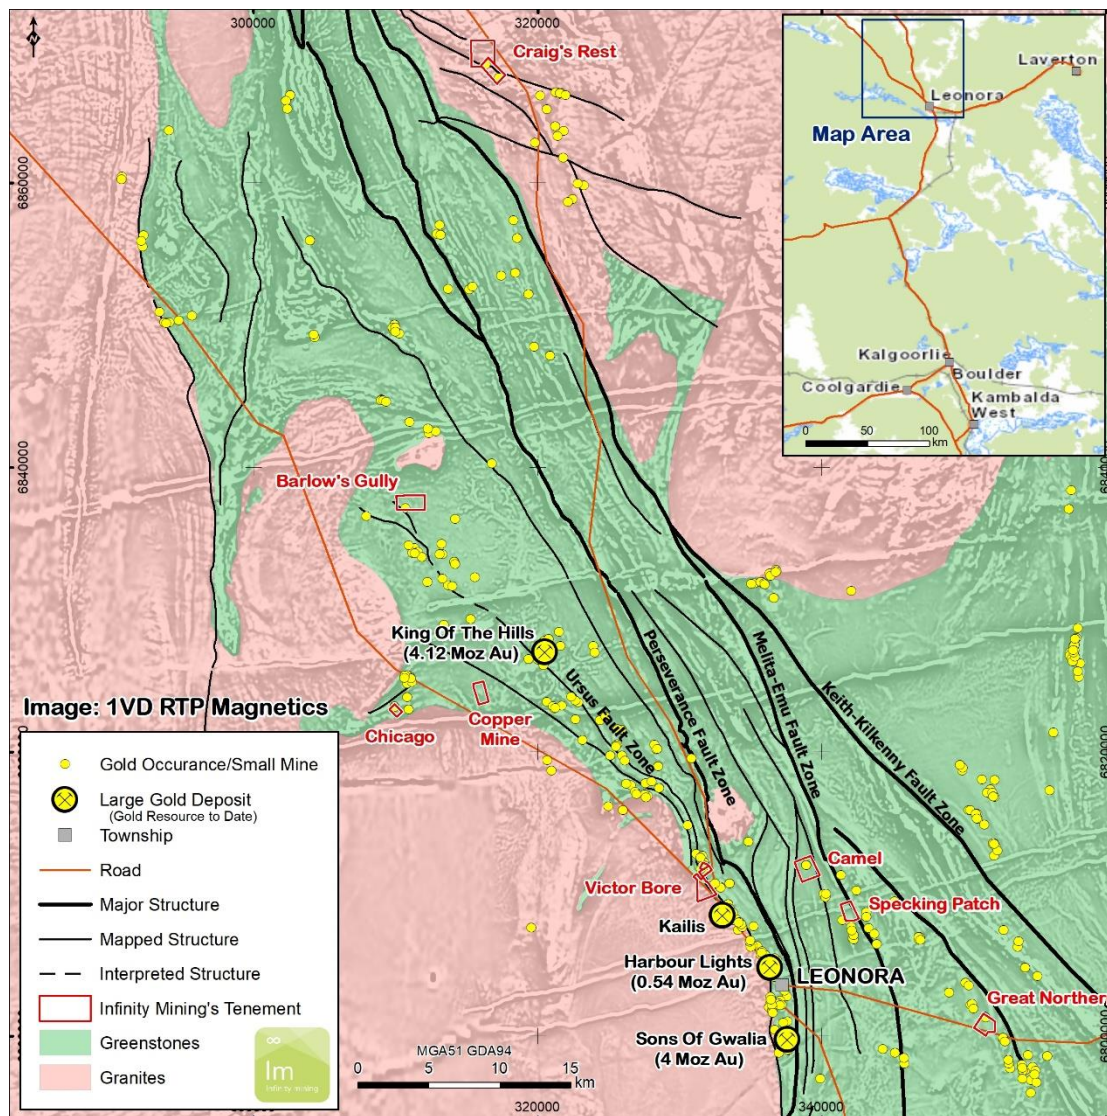 300000
320000
N
Craig's Rest
6860000
Laverton
Leonora
Map Area
Kalgoorlie
Boulder
Coolgardie
Kambalda
West
0 50 100
km
6840000
Barlow's Gully
King Of The Hills
(4.12 Moz Au)
Ursus Fault Zone
Perseverance Fault Zone
Melita-Emu Fault Zone
Keith-Kilkenny Fault Zone
Image: 1VD RTP Magnetics
Chicago
Copper
Mine
6820000
Gold Occurance/Small Mine
Large Gold Deposit
(Gold Resource to Date)
Township
Road
Major Structure
Mapped Structure
Interpreted Structure
Infinity Mining's Tenement
Greenstones
Granites
∞
Im
infinity mining
Victor Bore
Camel
Specking Patch
Kailis
Harbour Lights
(0.54 Moz Au)
LEONORA
Great Norther
Sons Of Gwalia
(4 Moz Au)
6800000
MGA51 GDA94
0 5 10 15
km
320000
340000